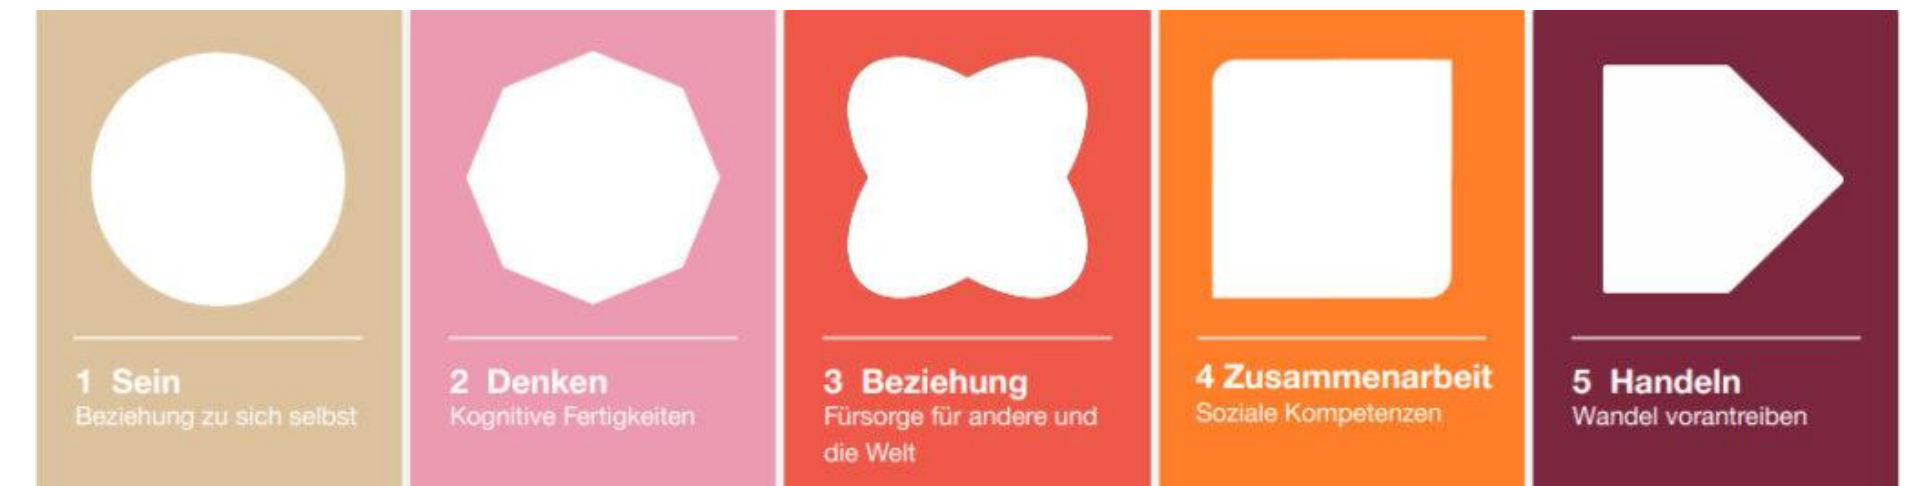 1 Sein
Beziehung zu sich selbst
2 Denken
Kognitive Fertigkeiten
3 Beziehung
Fürsorge für andere und
die Welt
4 Zusammenarbeit
Soziale Kompetenzen
5 Handeln
Wandel vorantreiben